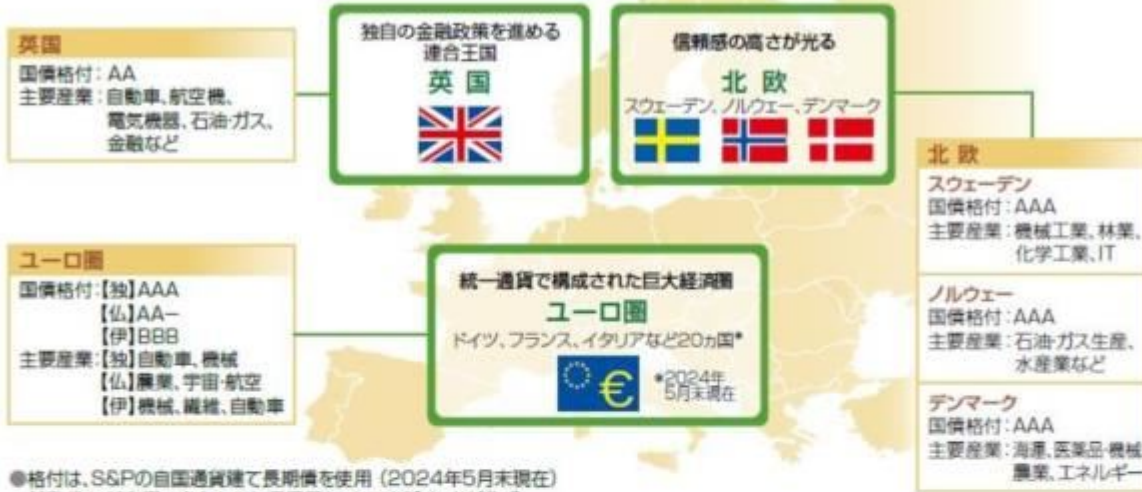 英国
国債格付：AA
主要産業：自動車、航空機、
電気機器、石油・ガス、
金融など
独自の金融政策を進める
連合王国
英国
信頼感の高さが光る
北欧
スウェーデン、ノルウェー、デンマーク
北欧
スウェーデン
国債格付：AAA
主要産業：機械工業、林業、
化学工業、IT
ノルウェー
国債格付：AAA
主要産業：石油・ガス生産、
水産業など
デンマーク
国債格付：AAA
主要産業：海運、医薬品・機械
農業、エネルギー
ユーロ圏
国債格付：【独】AAA
【仏】AA－
【伊】BBB
主要産業：【独】自動車、機械
【仏】農業、宇宙・航空
【伊】機械、繊維、自動車
統一通貨で構成された巨大経済圏
ユーロ圏
ドイツ、フランス、イタリアなど20ヵ国*
€
*2024年
5月末現在
●格付は、S&Pの自国通貨建て長期債を使用（2024年5月末現在）